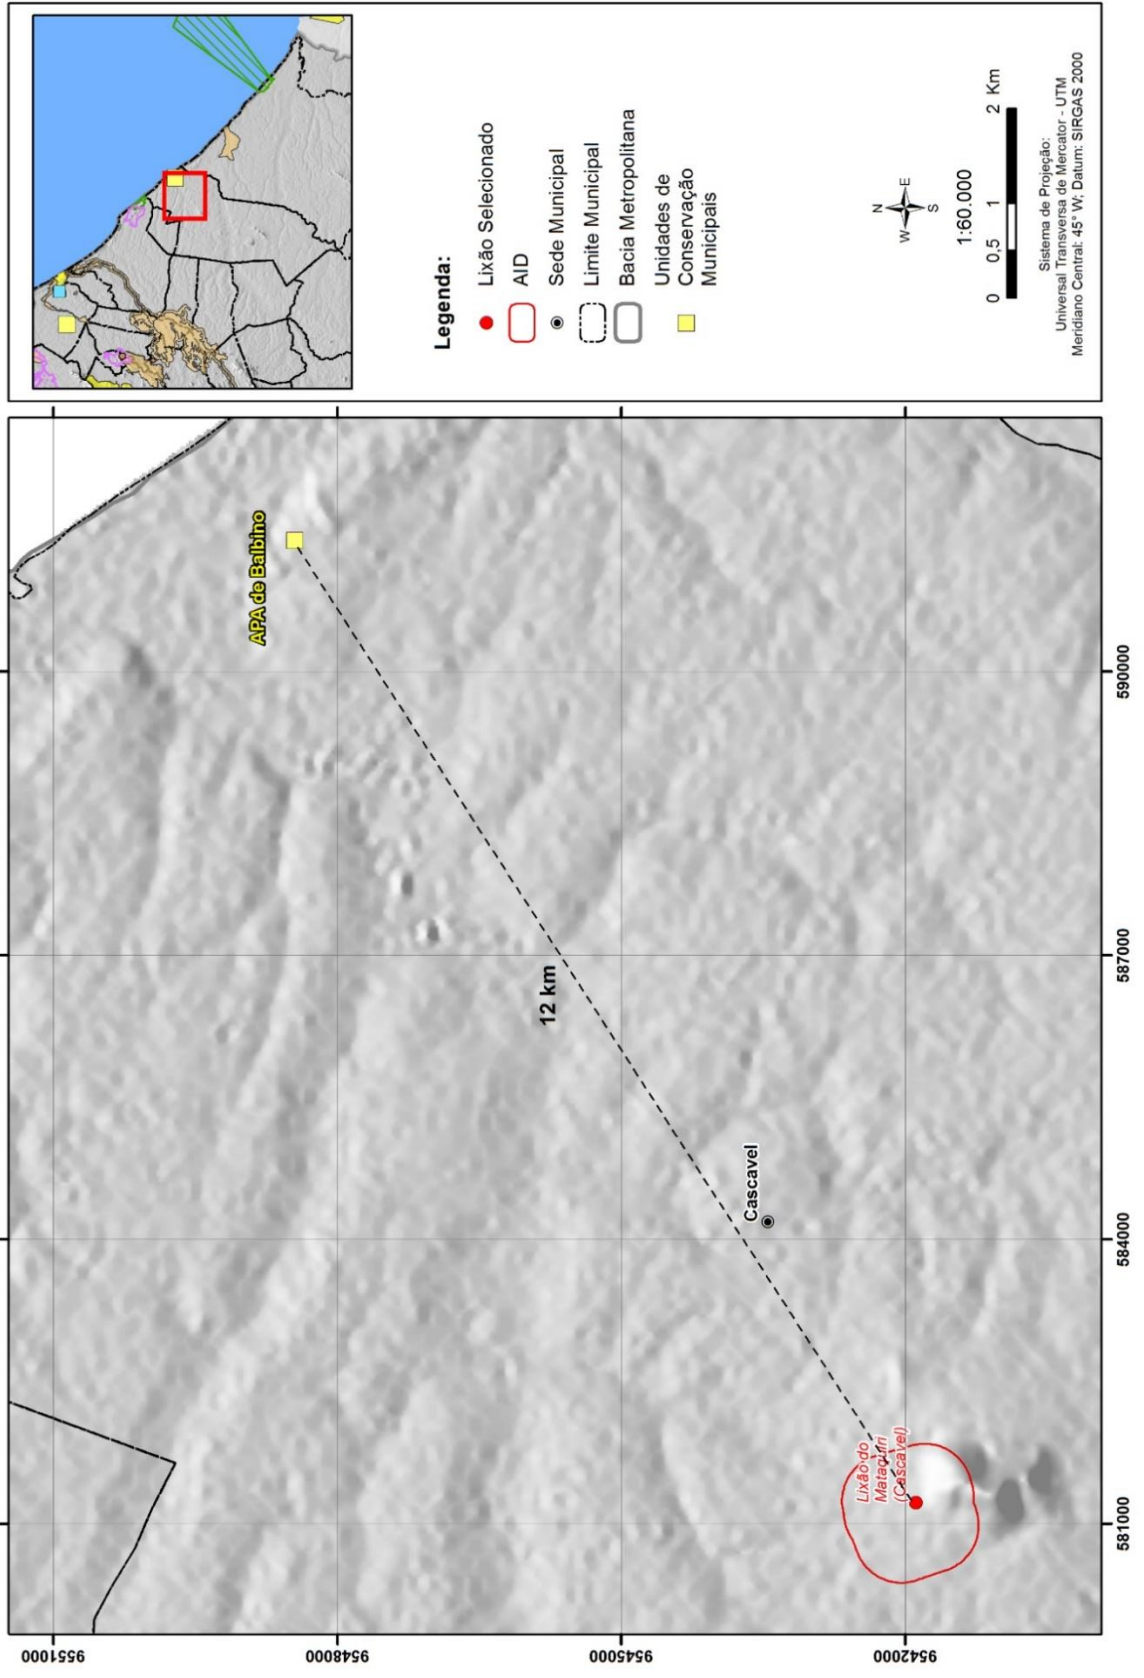 APA de Balbino
12 km
Cascavel
Lixão do
Mataquiri
(Cascavel)
581000
584000
587000
590000
9551000
9548000
9545000
9542000
Legenda:
Lixão Selecionado
AID
Sede Municipal
Limite Municipal
Bacia Metropolitana
Unidades de
Conservação
Municipais
N
W
E
S
1:60.000
0 0,5 1 2 Km
Sistema de Projeção:
Universal Transversa de Mercator - UTM
Meridiano Central: 45° W; Datum: SIRGAS 2000